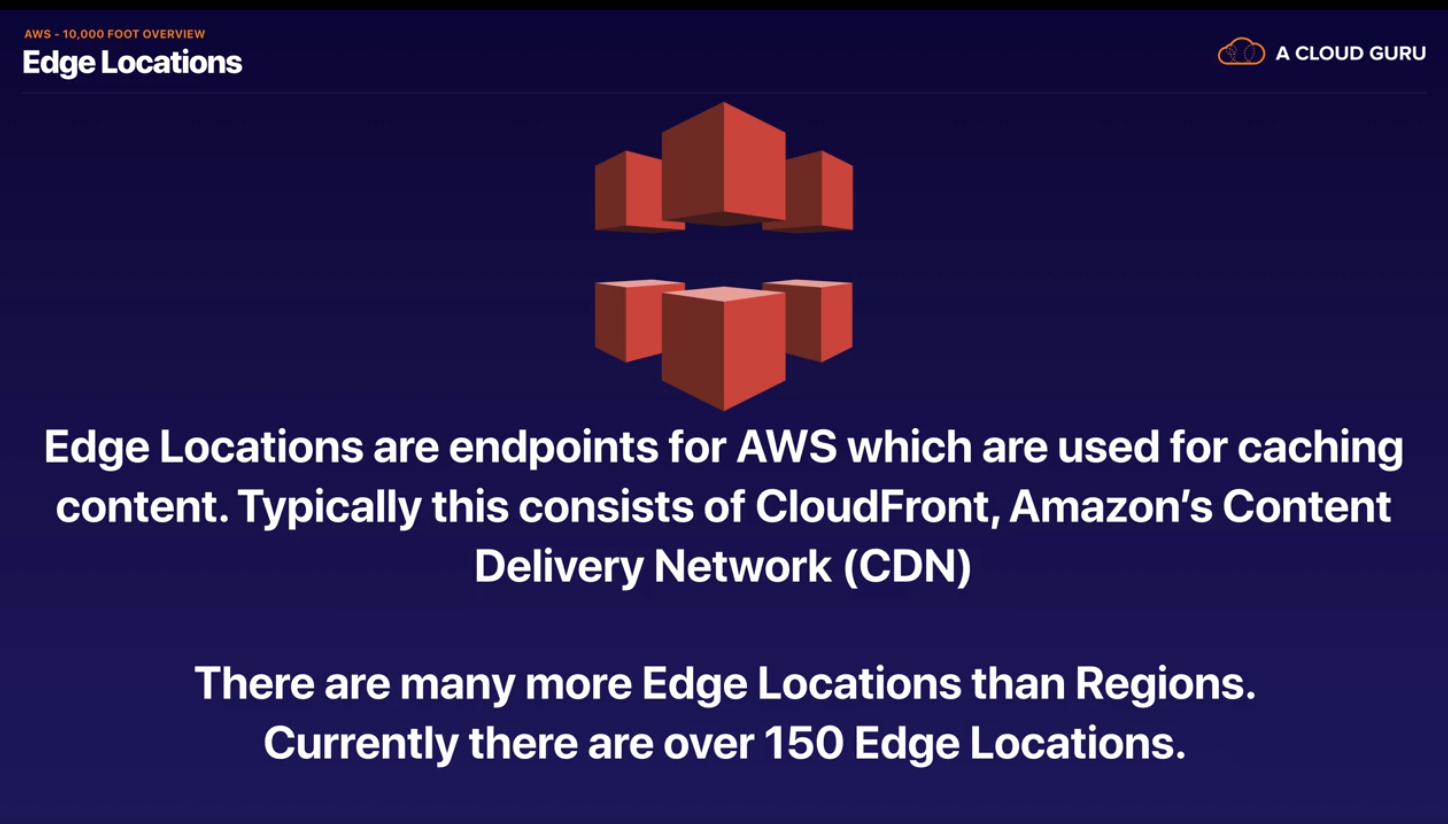 AWS - 10,000 FOOT OVERVIEW
Edge Locations
A CLOUD GURU
Edge Locations are endpoints for AWS which are used for caching
content. Typically this consists of CloudFront, Amazon’s Content
Delivery Network (CDN)
There are many more Edge Locations than Regions.
Currently there are over 150 Edge Locations.